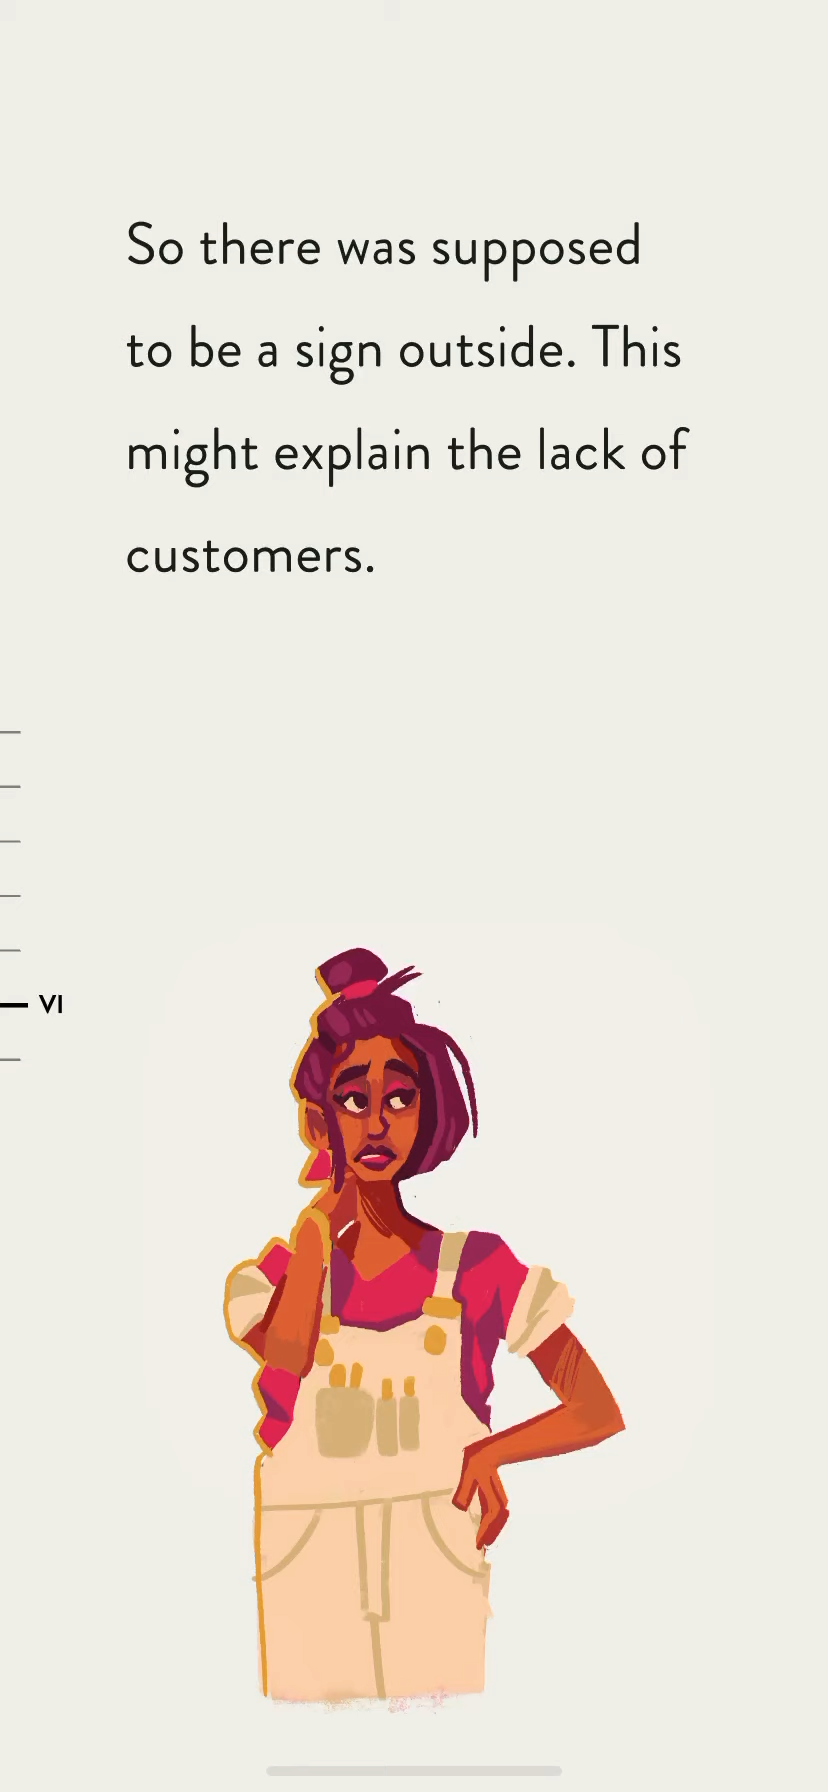 So there was supposed
to be a sign outside. This
might explain the lack of
customers.
VI